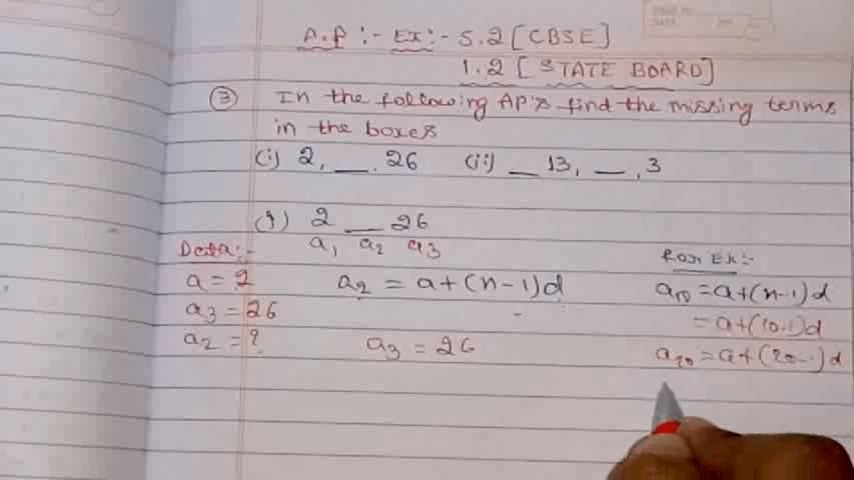 A.P :- Ex:- 5.2 [CBSE]
1.2 [STATE BOARD]
③ In the following AP's find the missing terms
in the boxes
(i) 2, __ 26 (ii) __ 13, __ , 3
(i) 2 __ 26
a₁ a₂ a₃
Data:-
a = 2
a₃ = 26
a₂ = ?
a₂ = a+(n-1)d
a₃ = 26
For Ex:-
a₁₀ = a+(n-1)d
= a+(10-1)d
a₂₀ = a+(20-1)d